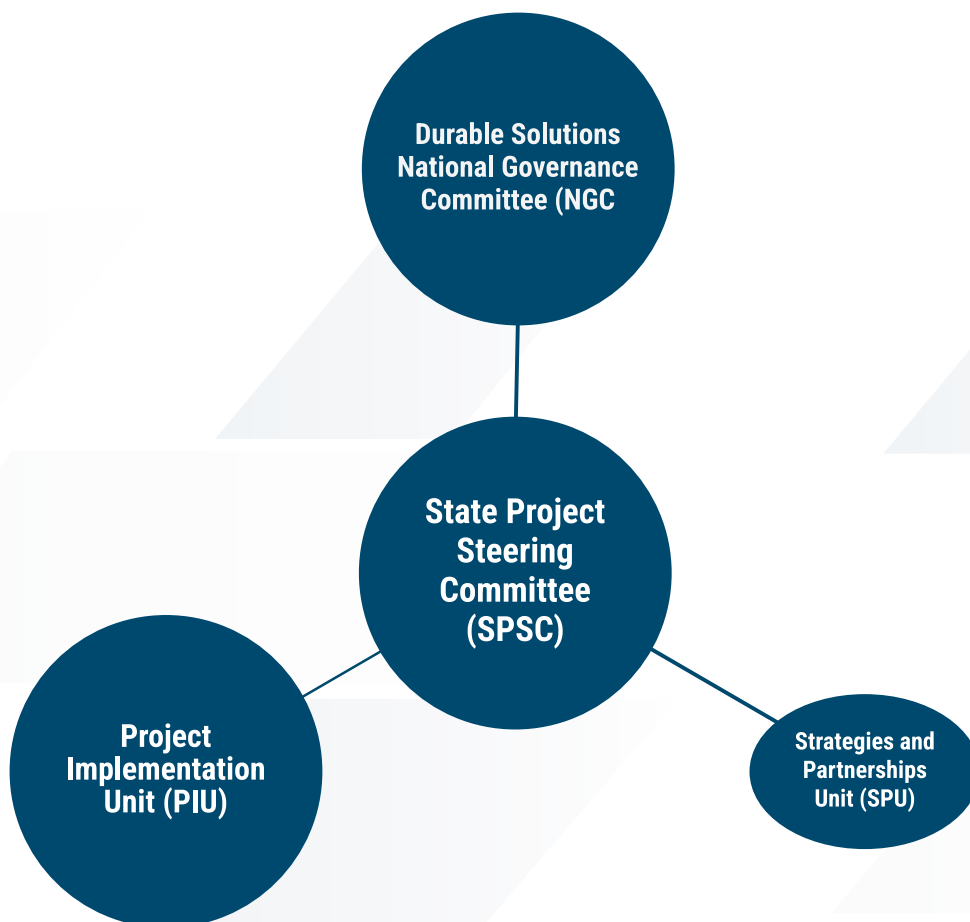 Durable Solutions
National Governance
Committee (NGC
State Project
Steering
Committee
(SPSC)
Project
Implementation
Unit (PIU)
Strategies and
Partnerships
Unit (SPU)